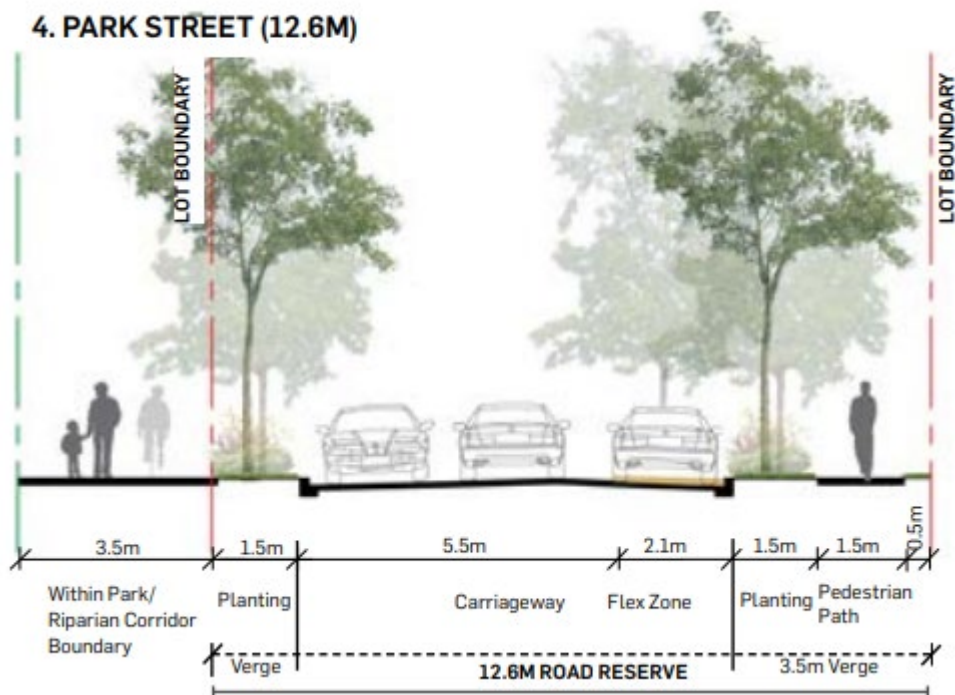 4. PARK STREET (12.6M)
LOT BOUNDARY
LOT BOUNDARY
3.5m
1.5m
5.5m
2.1m
1.5m
1.5m
0.5m
Within Park/
Riparian Corridor
Boundary
Planting
Carriageway
Flex Zone
Planting
Pedestrian
Path
Verge
12.6M ROAD RESERVE
3.5m Verge